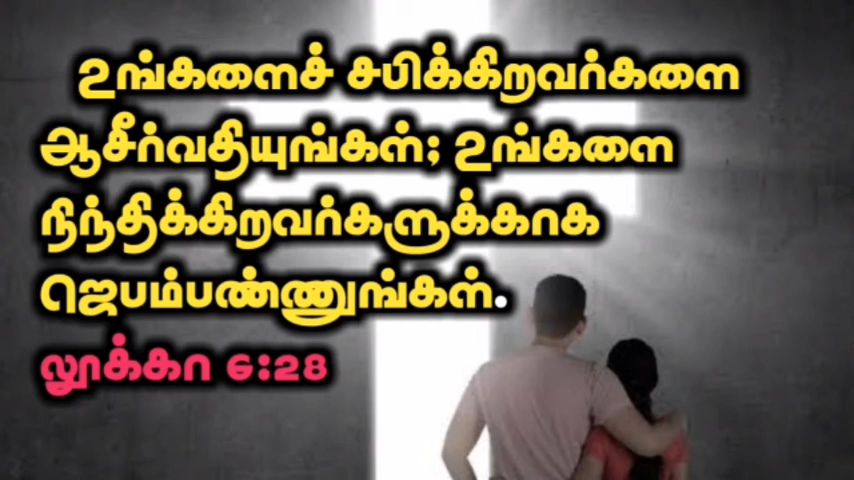 உங்களைச் சபிக்கிறவர்களை
ஆசீர்வதியுங்கள்; உங்களை
நிந்திக்கிறவர்களுக்காக
ஜெபம்பண்ணுங்கள்.
லூக்கா 6:28